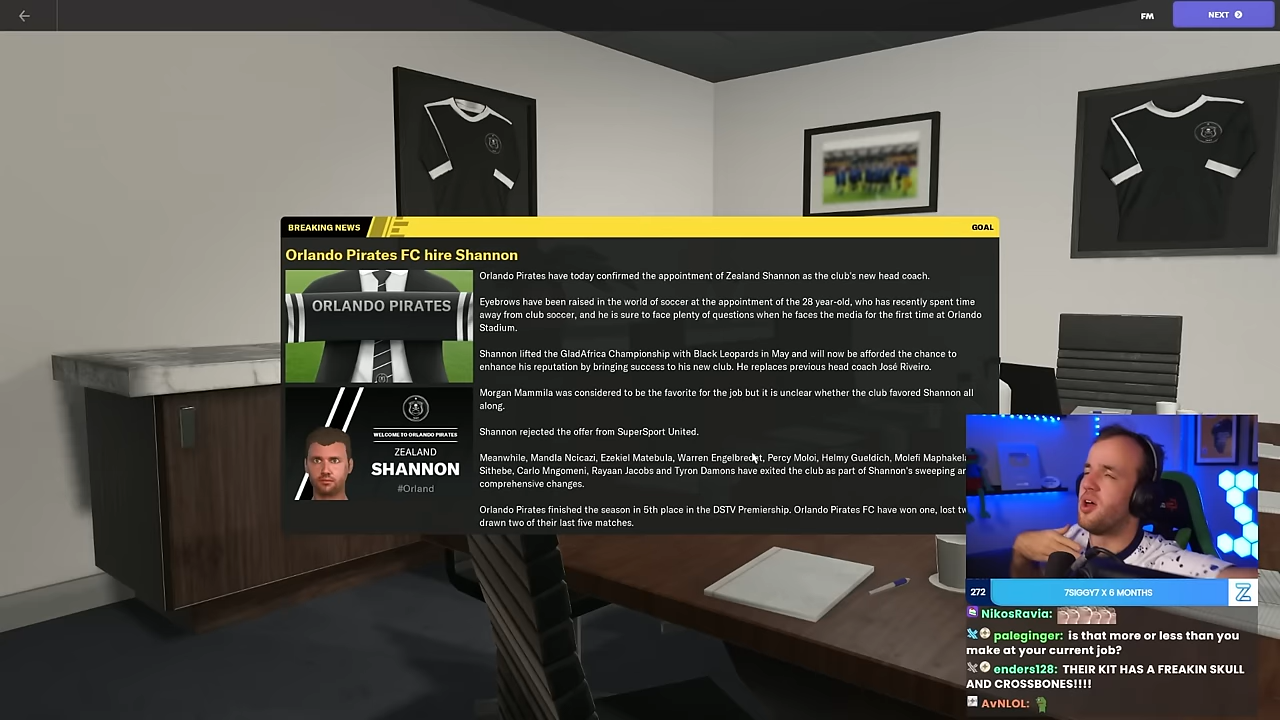 FM
NEXT
BREAKING NEWS
GOAL
Orlando Pirates FC hire Shannon
ORLANDO PIRATES
WELCOME TO ORLANDO PIRATES
ZEALAND
SHANNON
#Orland
Orlando Pirates have today confirmed the appointment of Zealand Shannon as the club's new head coach.
Eyebrows have been raised in the world of soccer at the appointment of the 28 year-old, who has recently spent time
away from club soccer, and he is sure to face plenty of questions when he faces the media for the first time at Orlando
Stadium.
Shannon lifted the GladAfrica Championship with Black Leopards in May and will now be afforded the chance to
enhance his reputation by bringing success to his new club. He replaces previous head coach José Riveiro.
Morgan Mammila was considered to be the favorite for the job but it is unclear whether the club favored Shannon all
along.
Shannon rejected the offer from SuperSport United.
Meanwhile, Mandla Ncicazi, Ezekiel Matebula, Warren Engelbrecht, Percy Moloi, Helmy Gueldich, Molefi Maphakela
Sithebe, Carlo Mngomeni, Rayaan Jacobs and Tyron Damons have exited the club as part of Shannon's sweeping an
comprehensive changes.
Orlando Pirates finished the season in 5th place in the DSTV Premiership. Orlando Pirates FC have won one, lost tw
drawn two of their last five matches.
272
7SIGGY7 X 6 MONTHS
Z
NikosRavia:
paleginger: is that more or less than you
make at your current job?
enders128: THEIR KIT HAS A FREAKIN SKULL
AND CROSSBONES!!!!
AvNLOL: